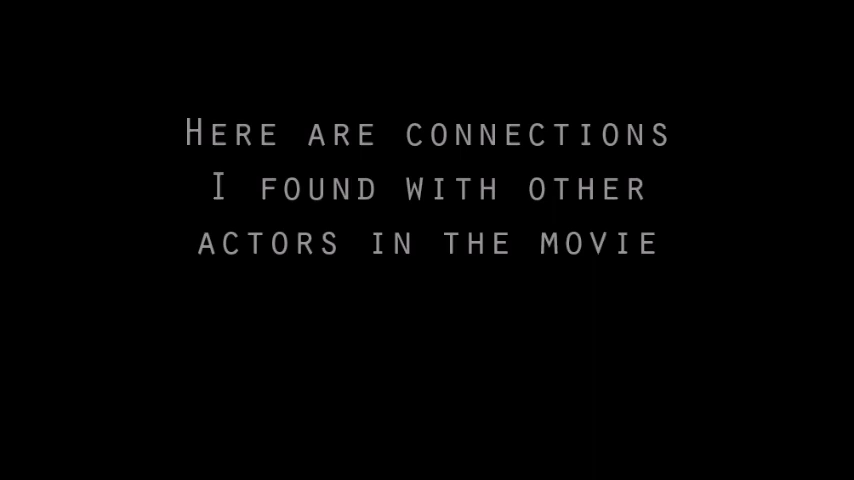 Here are connections
I found with other
actors in the movie